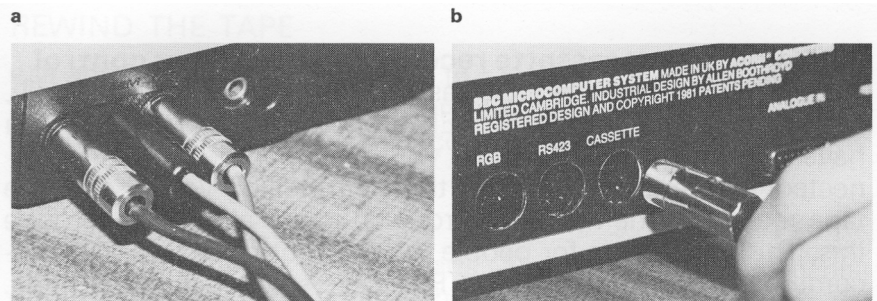 a
b
BBC MICROCOMPUTER SYSTEM MADE IN UK BY ACORN COMPUTERS
LIMITED CAMBRIDGE. INDUSTRIAL DESIGN BY ALLEN BOOTHROYD
REGISTERED DESIGN AND COPYRIGHT 1981 PATENTS PENDING
ANALOGUE IN
RGB
RS423
CASSETTE